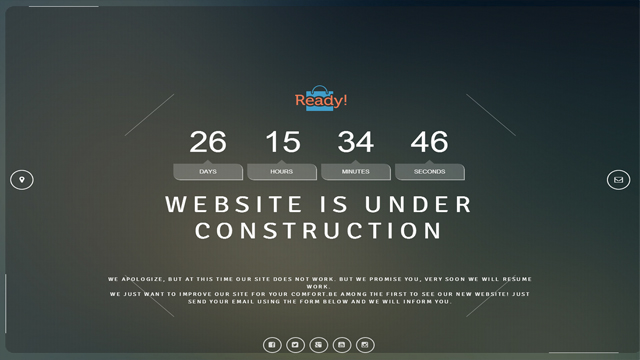 Ready!
26 15 34 46
DAYS HOURS MINUTES SECONDS
WEBSITE IS UNDER
CONSTRUCTION
WE APOLOGIZE, BUT AT THIS TIME OUR SITE DOES NOT WORK. BUT WE PROMISE YOU, VERY SOON WE WILL RESUME
WORK.
WE JUST WANT TO IMPROVE OUR SITE FOR YOUR COMFORT.BE AMONG THE FIRST TO SEE OUR NEW WEBSITE! JUST
SEND YOUR EMAIL USING THE FORM BELOW AND WE WILL INFORM YOU.